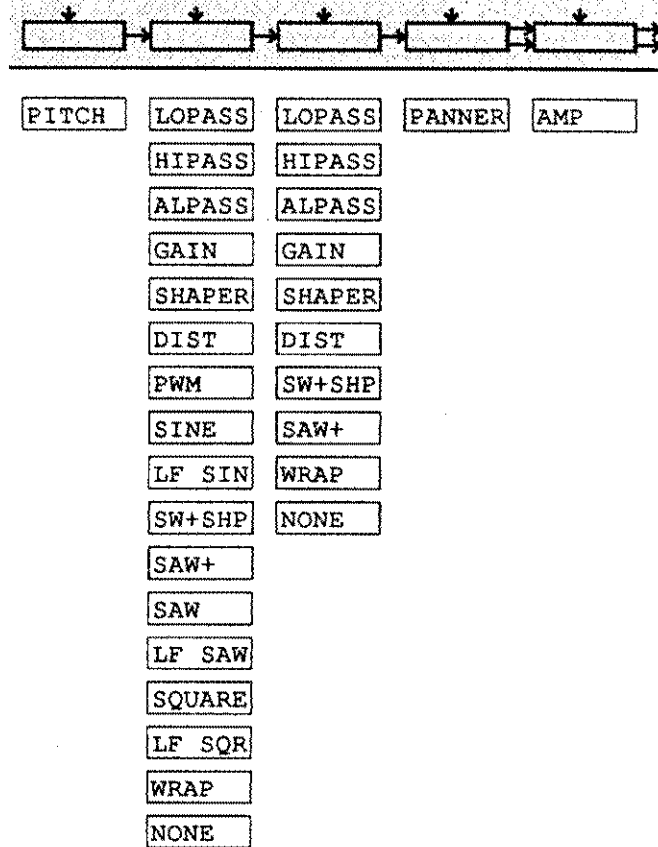 PITCH LOPASS LOPASS PANNER AMP
HIPASS HIPASS
ALPASS ALPASS
GAIN GAIN
SHAPER SHAPER
DIST DIST
PWM SW+SHP
SINE SAW+
LF SIN WRAP
SW+SHP NONE
SAW+
SAW
LF SAW
SQUARE
LF SQR
WRAP
NONE